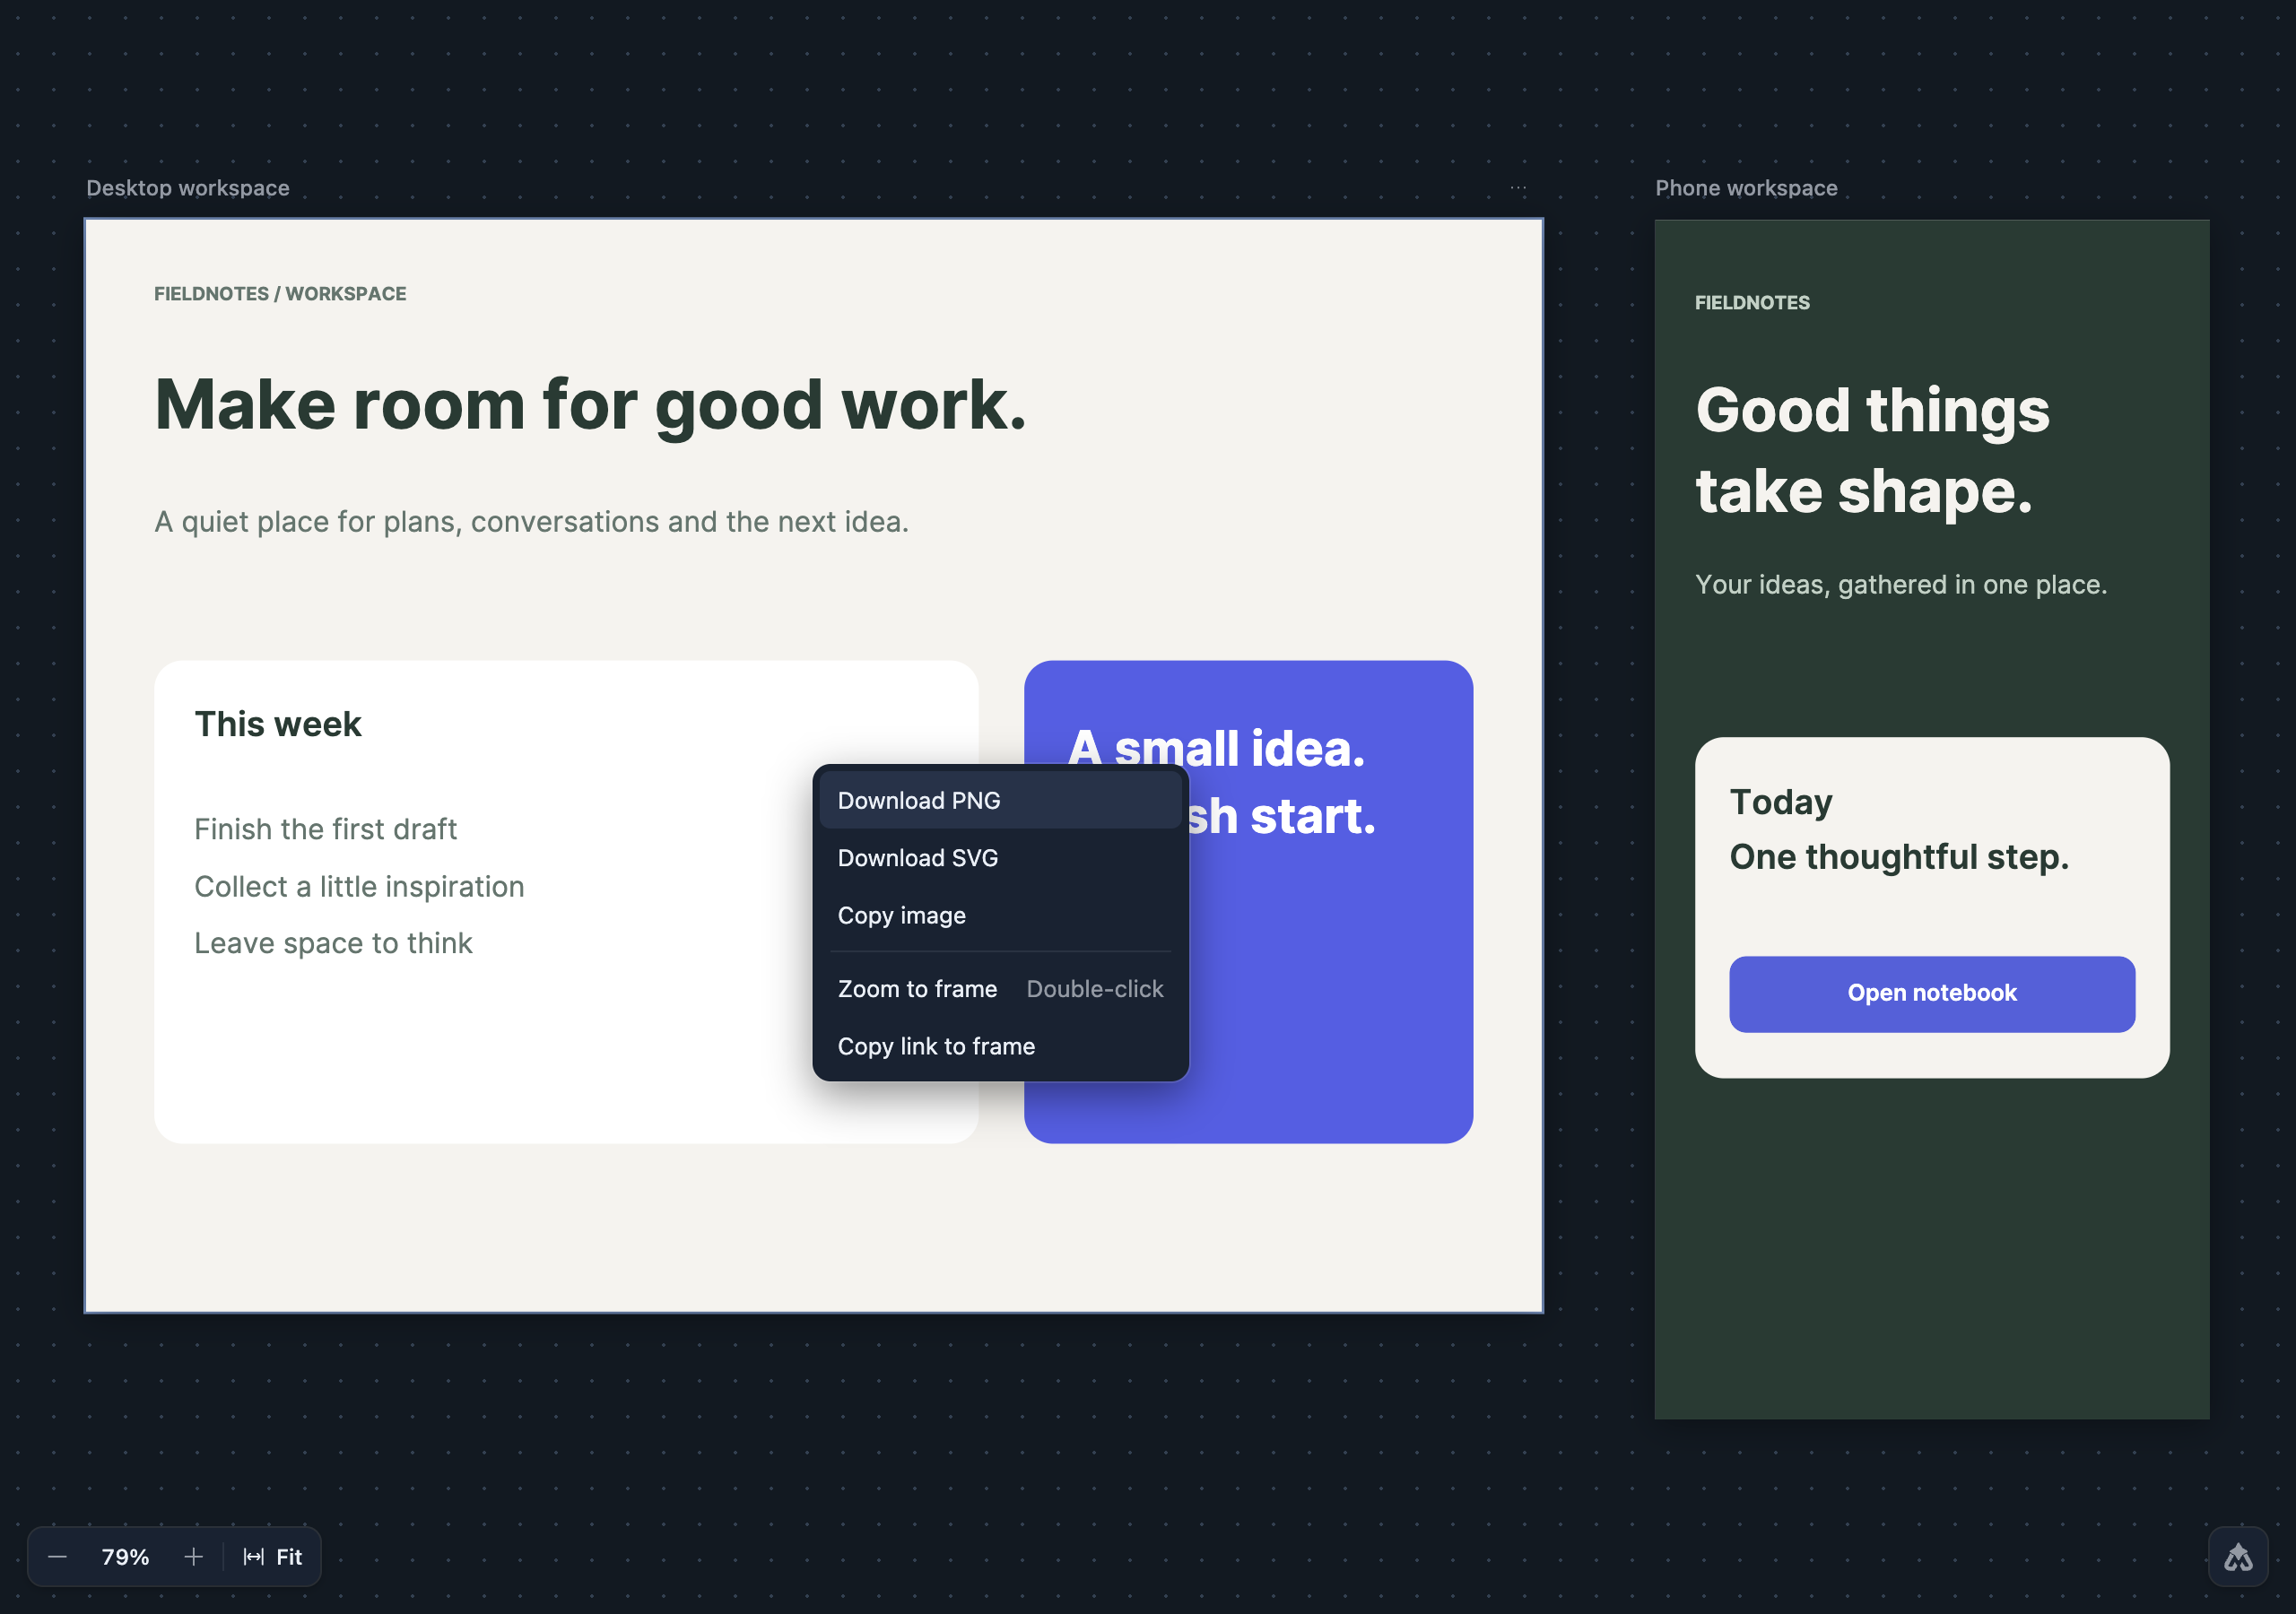 Desktop workspace
FIELDNOTES / WORKSPACE
Make room for good work.
A quiet place for plans, conversations and the next idea.
This week
Finish the first draft
Collect a little inspiration
Leave space to think
A small idea.
start.
Download PNG
Download SVG
Copy image
Zoom to frame Double-click
Copy link to frame
Phone workspace
FIELDNOTES
Good things
take shape.
Your ideas, gathered in one place.
Today
One thoughtful step.
Open notebook
79%
Fit